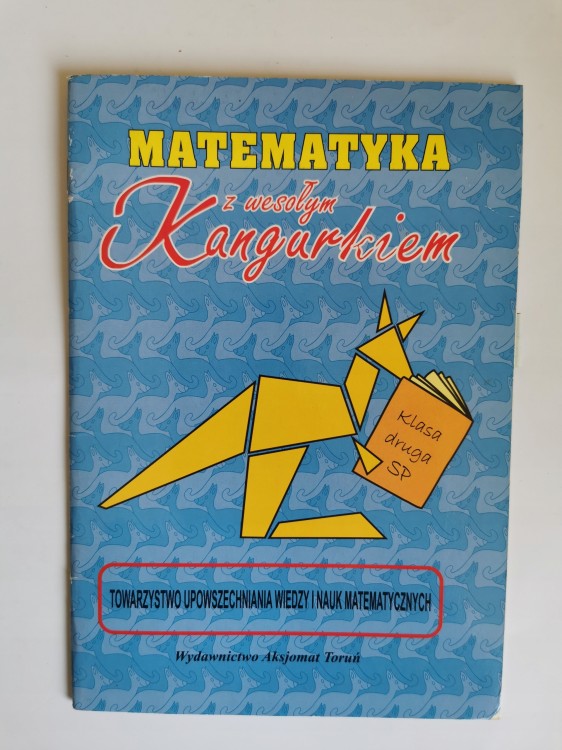 MATEMATYKA
z wesołym
Kangurkiem
Klasa
druga
SP
TOWARZYSTWO UPOWSZECHNIANIA WIEDZY I NAUK MATEMATYCZNYCH
Wydawnictwo Aksjomat Toruń